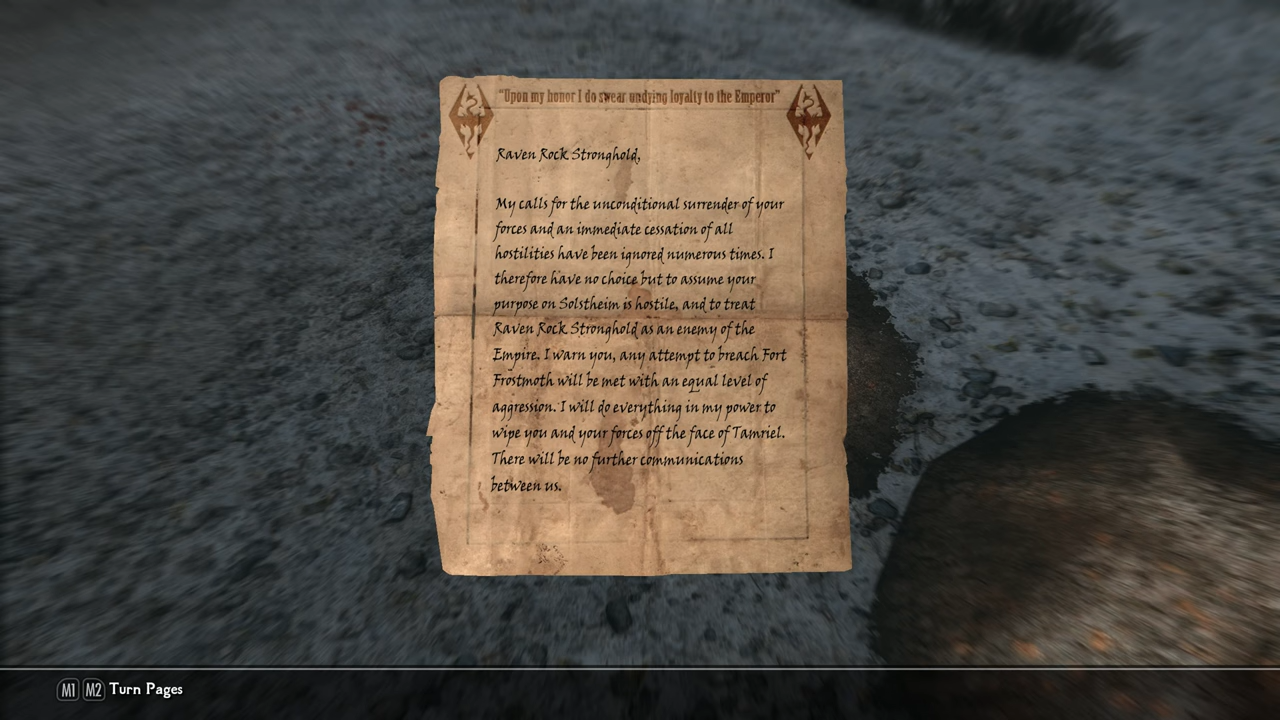 "Upon my honor I do swear undying loyalty to the Emperor"
Raven Rock Stronghold,
My calls for the unconditional surrender of your
forces and an immediate cessation of all
hostilities have been ignored numerous times. I
therefore have no choice but to assume your
purpose on Solstheim is hostile, and to treat
Raven Rock Stronghold as an enemy of the
Empire. I warn you, any attempt to breach Fort
Frostmoth will be met with an equal level of
aggression. I will do everything in my power to
wipe you and your forces off the face of Tamriel.
There will be no further communications
between us.
M1 M2 Turn Pages